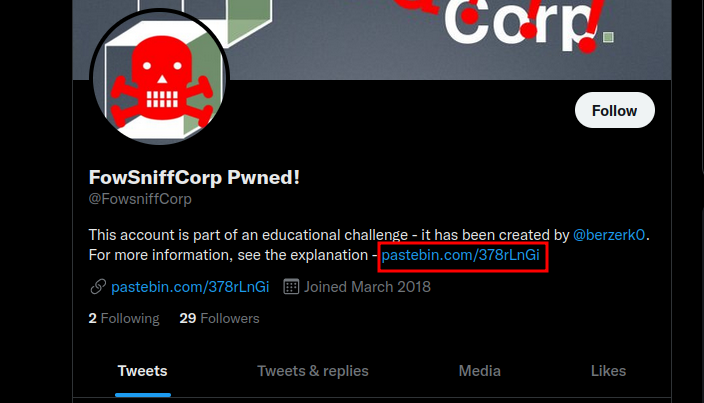 Corp.
FowSniffCorp Pwned!
@FowsniffCorp
Follow
This account is part of an educational challenge - it has been created by @berzerk0.
For more information, see the explanation - pastebin.com/378rLnGi
pastebin.com/378rLnGi Joined March 2018
2 Following 29 Followers
Tweets Tweets & replies Media Likes